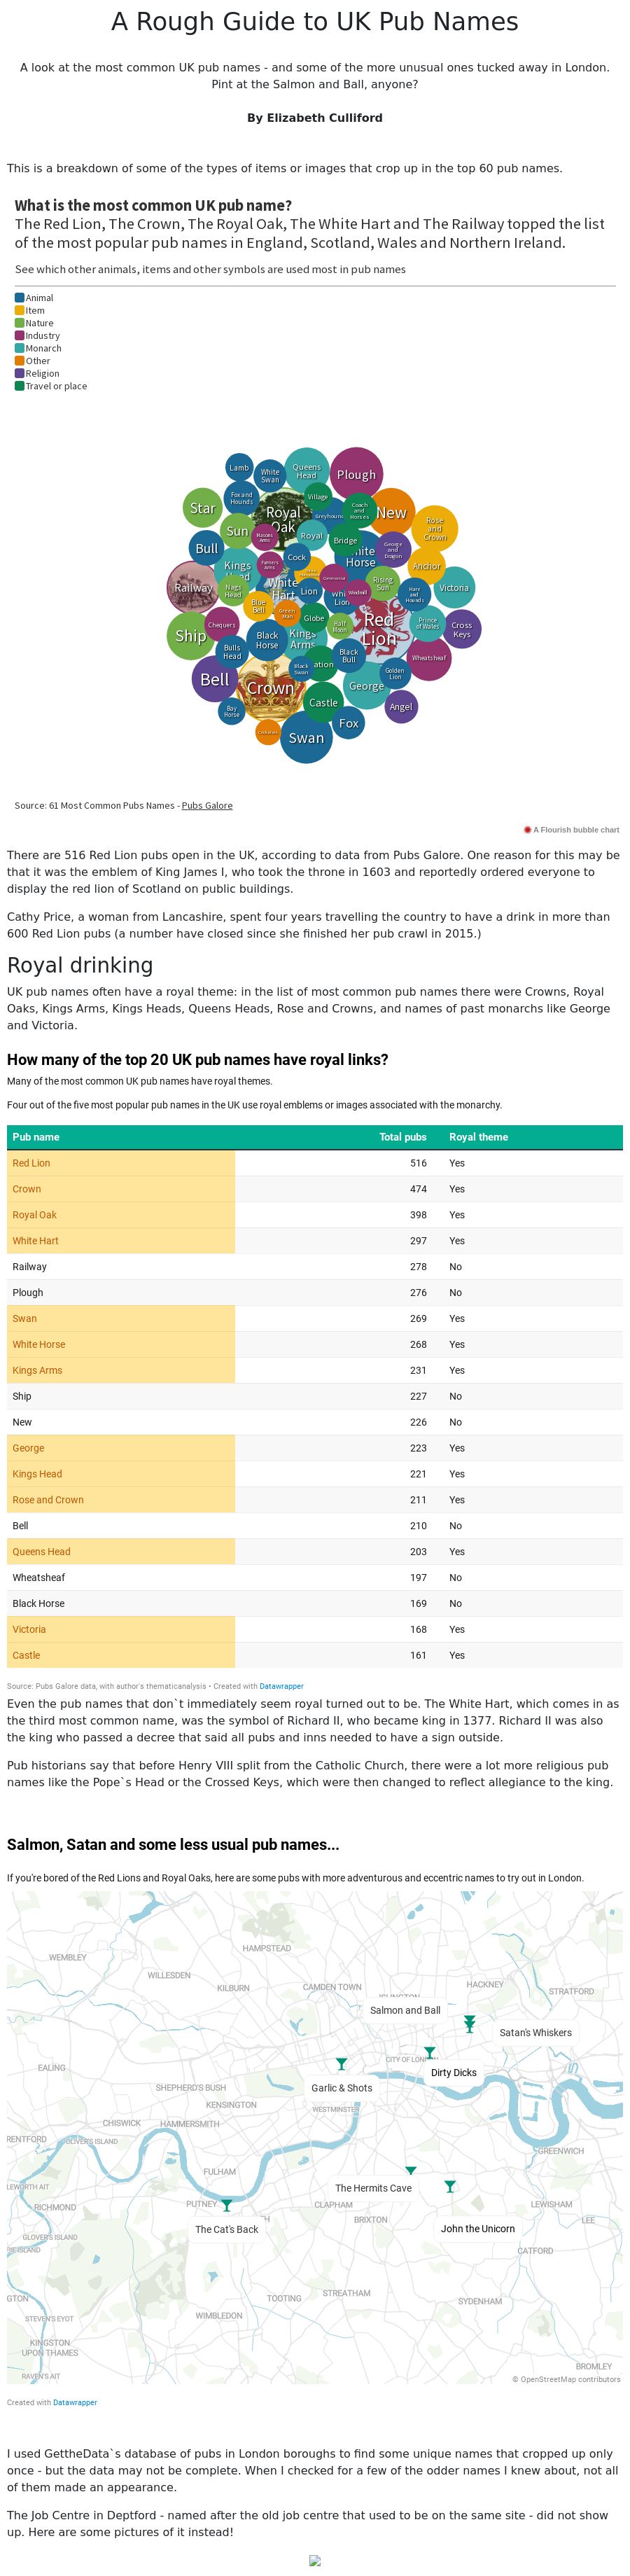 A Rough Guide to UK Pub Names
A look at the most common UK pub names - and some of the more unusual ones tucked away in London.
Pint at the Salmon and Ball, anyone?
By Elizabeth Culliford
This is a breakdown of some of the types of items or images that crop up in the top 60 pub names.
What is the most common UK pub name?
The Red Lion, The Crown, The Royal Oak, The White Hart and The Railway topped the list
of the most popular pub names in England, Scotland, Wales and Northern Ireland.
See which other animals, items and other symbols are used most in pub names
Animal
Item
Nature
Industry
Monarch
Other
Religion
Travel or place
Lamb
White
Swan
Queens
Head
Plough
Fox and
Hounds
Star
Village
Royal
Oak
Greyhound
Coach
and
Horses
New
Rose
and
Crown
Sun
Masons
Arms
Royal
Bridge
George
and
Dragon
Bull
Cock
White
Horse
Anchor
Kings
Head
Farmers
Arms
Railway
Nags
Head
White
Hart
Lion
Rising
Sun
Hare
and
Hounds
Victoria
Blue
Bell
White
Lion
Green
Man
Globe
Half
Moon
Red
Lion
Prince
of Wales
Cross
Keys
Chequers
Ship
Black
Horse
Kings
Arms
Bulls
Head
Black
Bull
Wheatsheaf
Black
Swan
Bell
Crown
Golden
Lion
George
Castle
Angel
Bay
Horse
Fox
Swan
Source: 61 Most Common Pubs Names - Pubs Galore
A Flourish bubble chart
There are 516 Red Lion pubs open in the UK, according to data from Pubs Galore. One reason for this may be
that it was the emblem of King James I, who took the throne in 1603 and reportedly ordered everyone to
display the red lion of Scotland on public buildings.
Cathy Price, a woman from Lancashire, spent four years travelling the country to have a drink in more than
600 Red Lion pubs (a number have closed since she finished her pub crawl in 2015.)
Royal drinking
UK pub names often have a royal theme: in the list of most common pub names there were Crowns, Royal
Oaks, Kings Arms, Kings Heads, Queens Heads, Rose and Crowns, and names of past monarchs like George
and Victoria.
How many of the top 20 UK pub names have royal links?
Many of the most common UK pub names have royal themes.
Four out of the five most popular pub names in the UK use royal emblems or images associated with the monarchy.
Pub name Total pubs Royal theme
Red Lion 516 Yes
Crown 474 Yes
Royal Oak 398 Yes
White Hart 297 Yes
Railway 278 No
Plough 276 No
Swan 269 Yes
White Horse 268 Yes
Kings Arms 231 Yes
Ship 227 No
New 226 No
George 223 Yes
Kings Head 221 Yes
Rose and Crown 211 Yes
Bell 210 No
Queens Head 203 Yes
Wheatsheaf 197 No
Black Horse 169 No
Victoria 168 Yes
Castle 161 Yes
Source: Pubs Galore data, with author's thematicanalysis • Created with Datawrapper
Even the pub names that don`t immediately seem royal turned out to be. The White Hart, which comes in as
the third most common name, was the symbol of Richard II, who became king in 1377. Richard II was also
the king who passed a decree that said all pubs and inns needed to have a sign outside.
Pub historians say that before Henry VIII split from the Catholic Church, there were a lot more religious pub
names like the Pope`s Head or the Crossed Keys, which were then changed to reflect allegiance to the king.
Salmon, Satan and some less usual pub names...
If you're bored of the Red Lions and Royal Oaks, here are some pubs with more adventurous and eccentric names to try out in London.
HAMPSTEAD
WEMBLEY
WILLESDEN
KILBURN
CAMDEN TOWN
HACKNEY
STRATFORD
Salmon and Ball
Satan's Whiskers
CITY OF LONDON
EALING
Dirty Dicks
Garlic & Shots
SHEPHERD'S BUSH
KENSINGTON
WESTMINSTER
CHISWICK
HAMMERSMITH
BRENTFORD
OLIVER'S ISLAND
GREENWICH
FULHAM
The Hermits Cave
RICHMOND
PUTNEY
CLAPHAM
BRIXTON
LEWISHAM
LEE
The Cat's Back
John the Unicorn
GLOVER'S ISLAND
CATFORD
TOOTING
STREATHAM
SYDENHAM
STEVEN'S EYOT
WIMBLEDON
KINGSTON
UPON THAMES
BROMLEY
RAVEN'S AIT
© OpenStreetMap contributors
Created with Datawrapper
I used GettheData`s database of pubs in London boroughs to find some unique names that cropped up only
once - but the data may not be complete. When I checked for a few of the odder names I knew about, not all
of them made an appearance.
The Job Centre in Deptford - named after the old job centre that used to be on the same site - did not show
up. Here are some pictures of it instead!